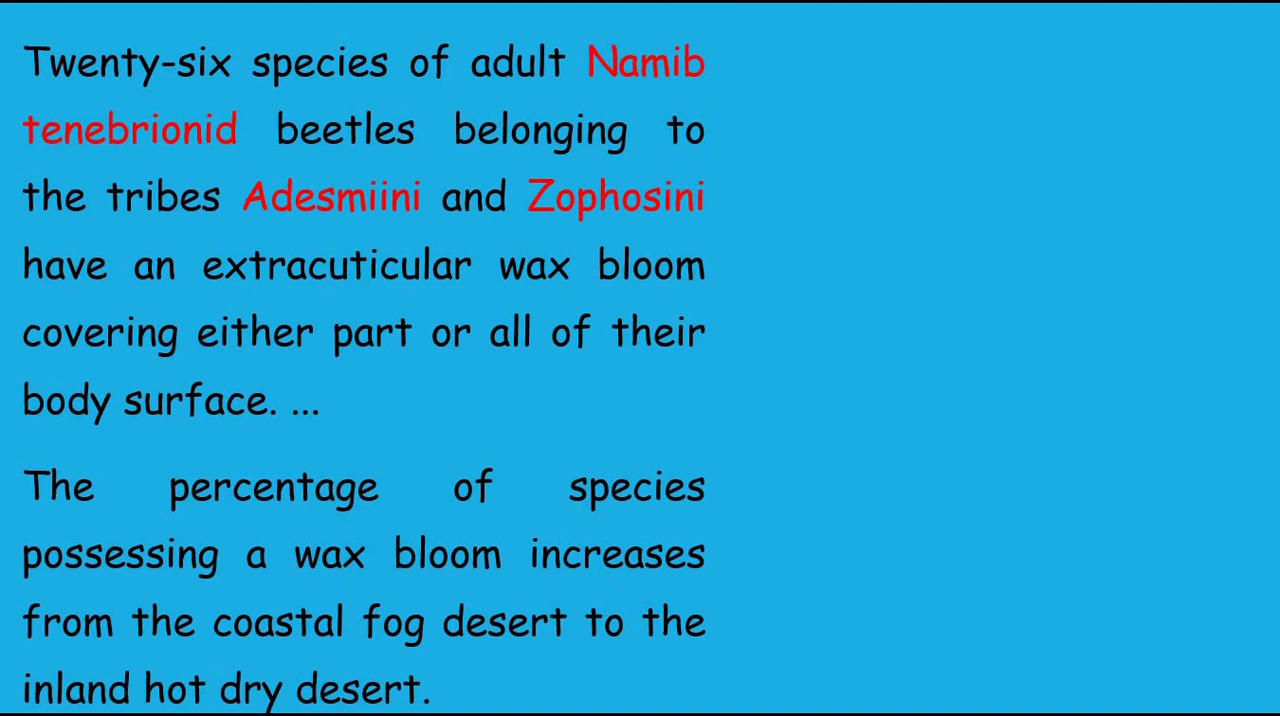 Twenty-six species of adult Namib
tenebrionid beetles belonging to
the tribes Adesmiini and Zophosini
have an extracuticular wax bloom
covering either part or all of their
body surface. ...
The percentage of species
possessing a wax bloom increases
from the coastal fog desert to the
inland hot dry desert.